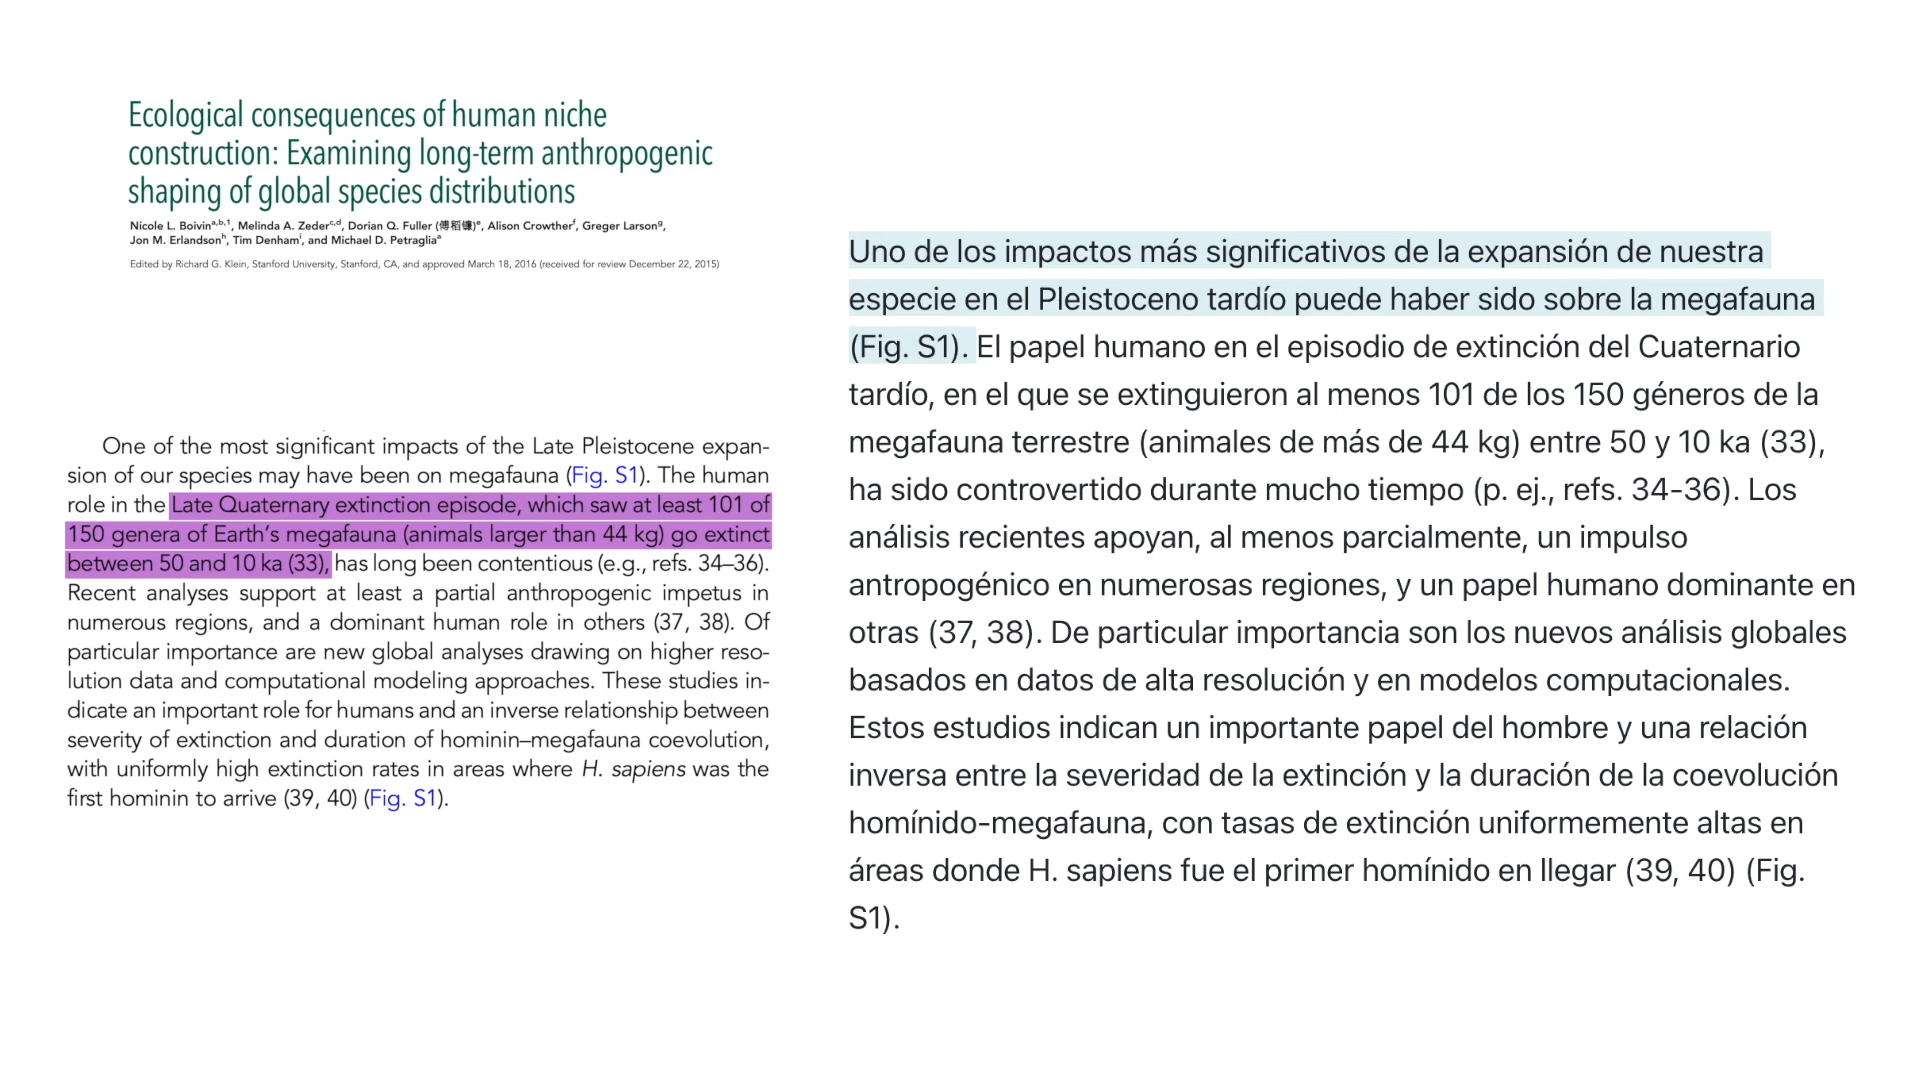 Ecological consequences of human niche
construction: Examining long-term anthropogenic
shaping of global species distributions
Nicole L. Boivina,b,1, Melinda A. Zederc,d, Dorian Q. Fuller (傅稻镰)e, Alison Crowtherf, Greger Larsong,
Jon M. Erlandsonh, Tim Denhami, and Michael D. Petragliaa
Edited by Richard G. Klein, Stanford University, Stanford, CA, and approved March 18, 2016 (received for review December 22, 2015)
One of the most significant impacts of the Late Pleistocene expan-
sion of our species may have been on megafauna (Fig. S1). The human
role in the Late Quaternary extinction episode, which saw at least 101 of
150 genera of Earth's megafauna (animals larger than 44 kg) go extinct
between 50 and 10 ka (33), has long been contentious (e.g., refs. 34–36).
Recent analyses support at least a partial anthropogenic impetus in
numerous regions, and a dominant human role in others (37, 38). Of
particular importance are new global analyses drawing on higher reso-
lution data and computational modeling approaches. These studies in-
dicate an important role for humans and an inverse relationship between
severity of extinction and duration of hominin–megafauna coevolution,
with uniformly high extinction rates in areas where H. sapiens was the
first hominin to arrive (39, 40) (Fig. S1).
Uno de los impactos más significativos de la expansión de nuestra
especie en el Pleistoceno tardío puede haber sido sobre la megafauna
(Fig. S1). El papel humano en el episodio de extinción del Cuaternario
tardío, en el que se extinguieron al menos 101 de los 150 géneros de la
megafauna terrestre (animales de más de 44 kg) entre 50 y 10 ka (33),
ha sido controvertido durante mucho tiempo (p. ej., refs. 34-36). Los
análisis recientes apoyan, al menos parcialmente, un impulso
antropogénico en numerosas regiones, y un papel humano dominante en
otras (37, 38). De particular importancia son los nuevos análisis globales
basados en datos de alta resolución y en modelos computacionales.
Estos estudios indican un importante papel del hombre y una relación
inversa entre la severidad de la extinción y la duración de la coevolución
homínido-megafauna, con tasas de extinción uniformemente altas en
áreas donde H. sapiens fue el primer homínido en llegar (39, 40) (Fig.
S1).